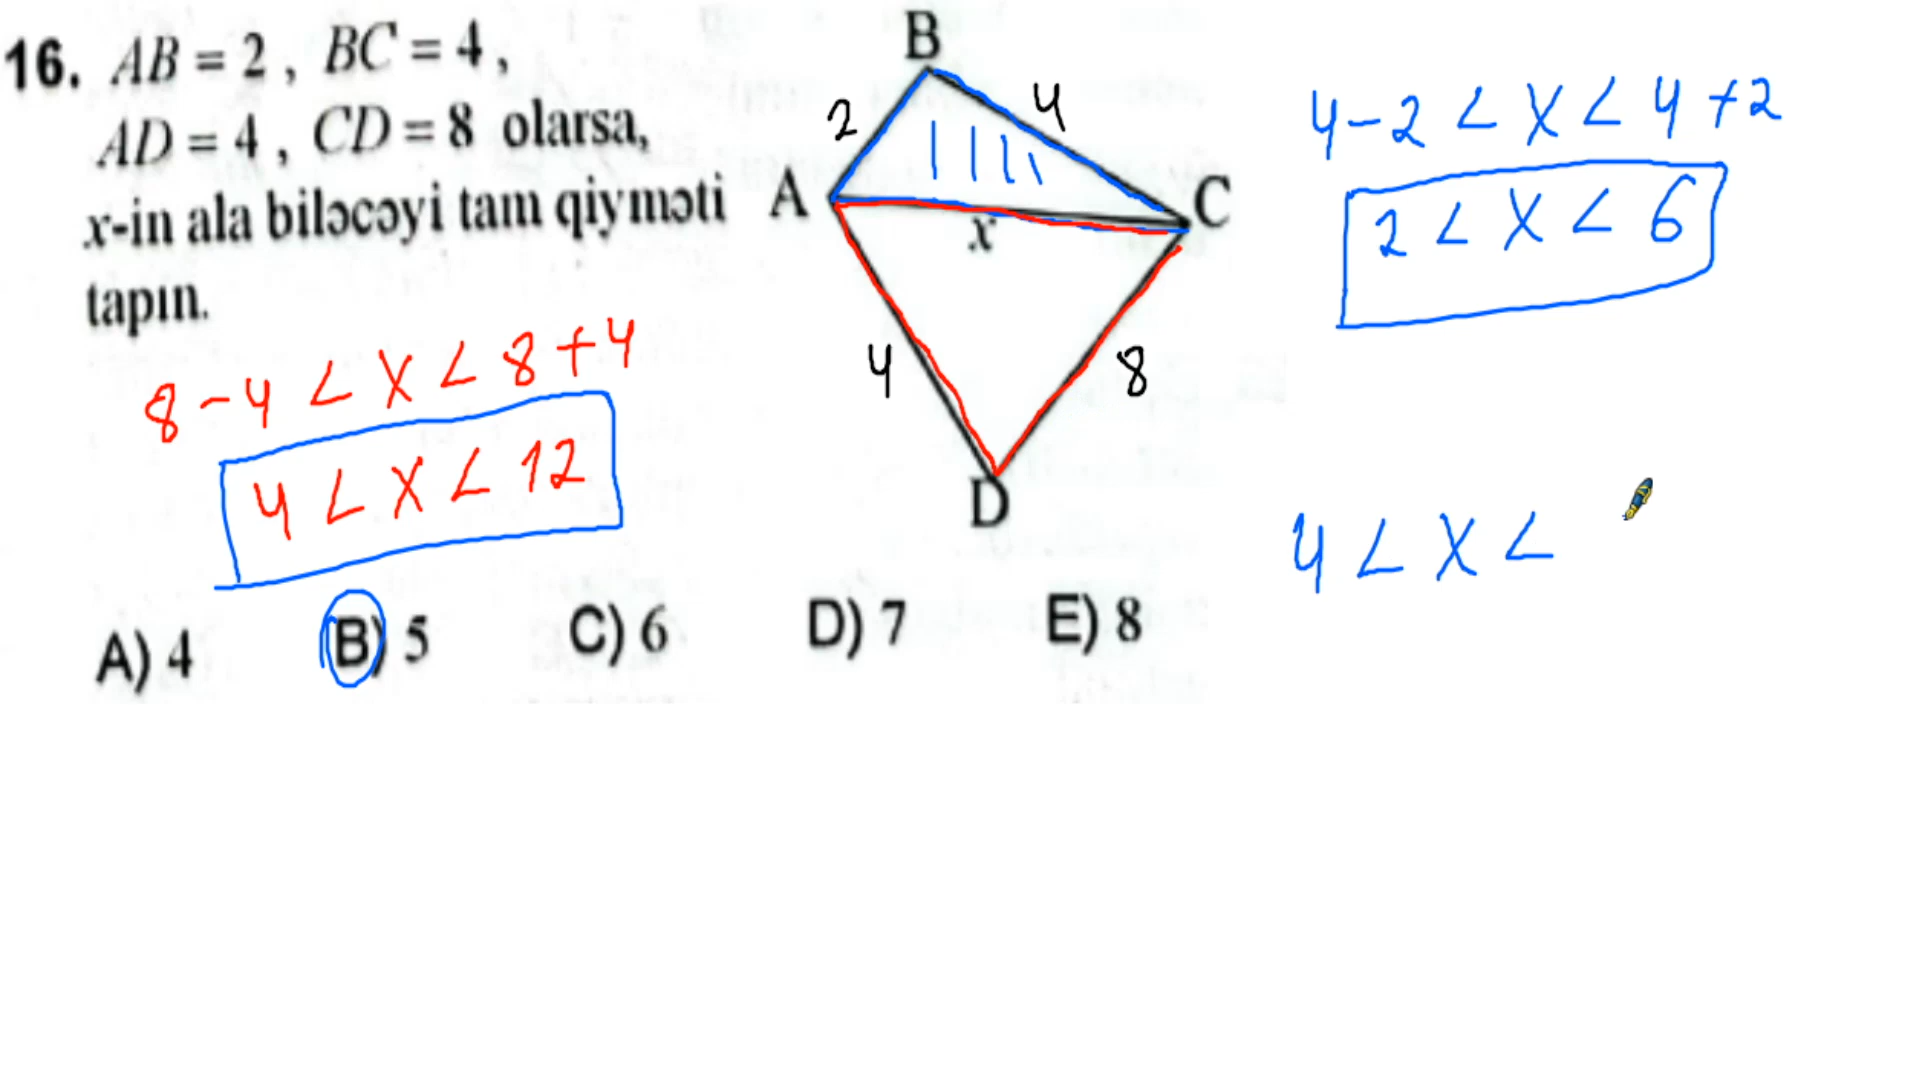 16. AB = 2 , BC = 4 ,
AD = 4 , CD = 8 olarsa,
x-in ala biləcəyi tam qiyməti
tapın.
8 - 4 < x < 8 + 4
4 < x < 12
B
2
4
A
C
x
4
8
D
4 - 2 < x < 4 + 2
2 < x < 6
4 < x <
A) 4 B) 5 C) 6 D) 7 E) 8